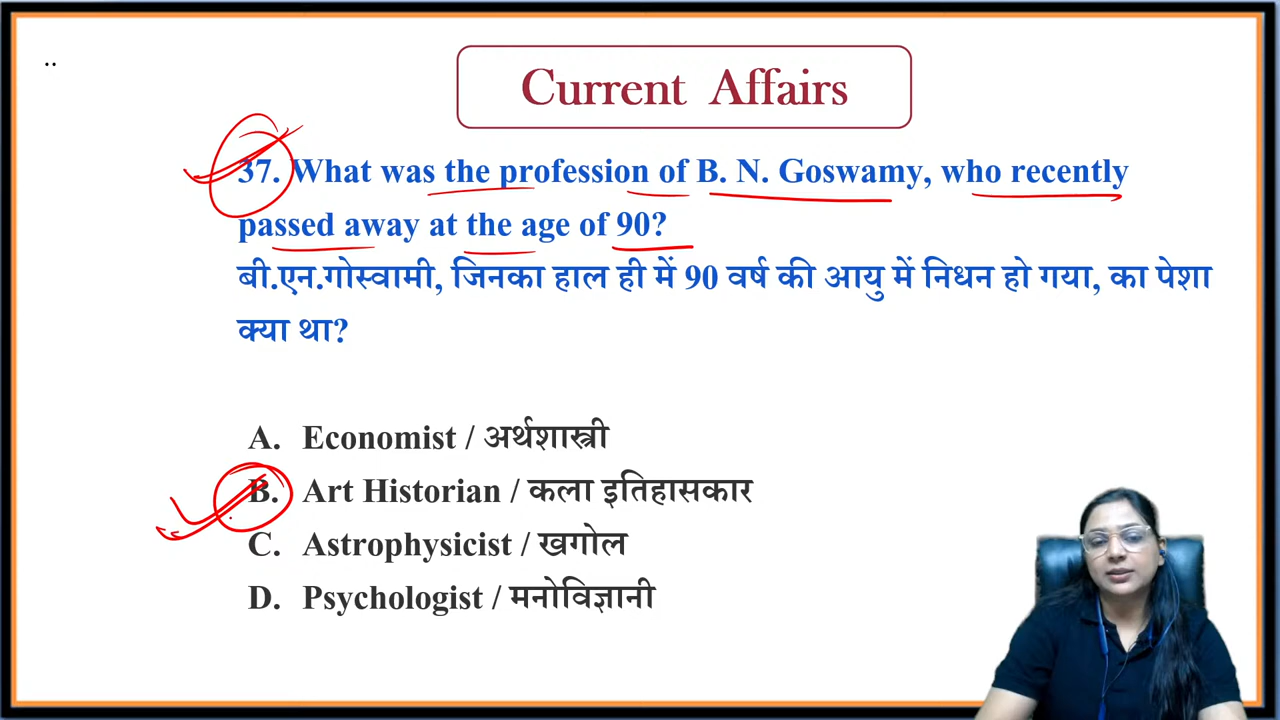 ..
Current Affairs
37. What was the profession of B. N. Goswamy, who recently
passed away at the age of 90?
बी.एन.गोस्वामी, जिनका हाल ही में 90 वर्ष की आयु में निधन हो गया, का पेशा
क्या था?
A. Economist / अर्थशास्त्री
B. Art Historian / कला इतिहासकार
C. Astrophysicist / खगोल
D. Psychologist / मनोविज्ञानी